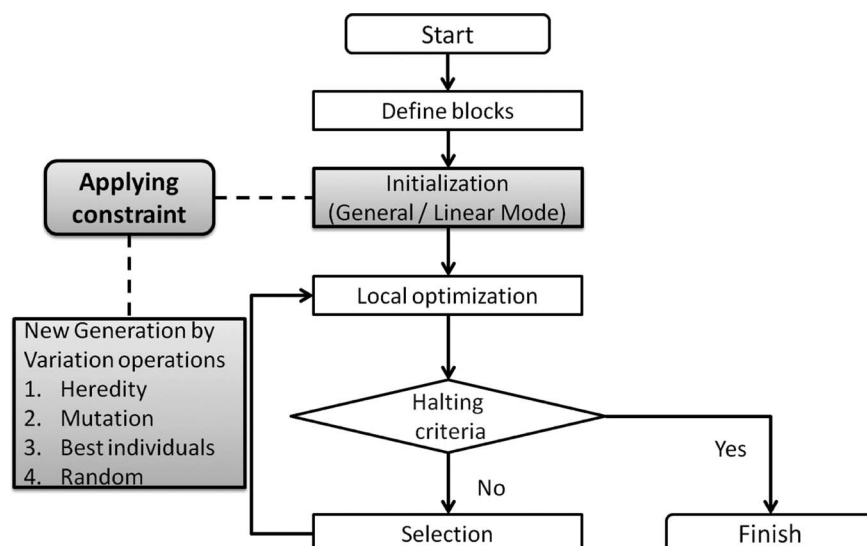 Start
Define blocks
Applying
constraint
Initialization
(General / Linear Mode)
Local optimization
New Generation by
Variation operations
1. Heredity
2. Mutation
3. Best individuals
4. Random
Halting
criteria
Yes
No
Selection
Finish